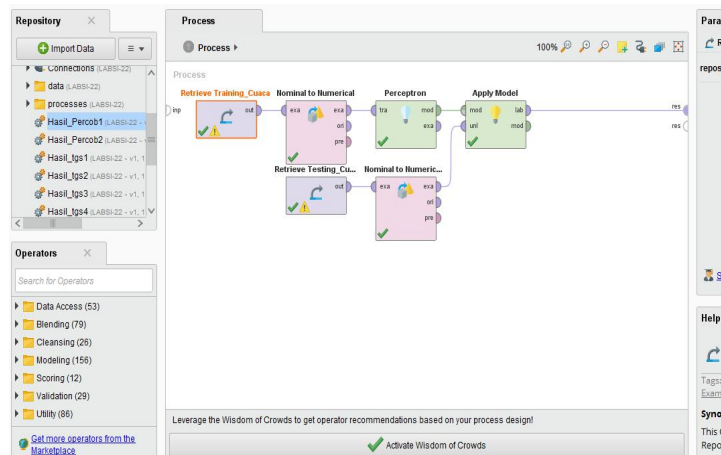 Repository
Import Data
Connections (LABSI-22)
data (LABSI-22)
processes (LABSI-22)
Hasil_Percob1 (LABSI-22 - v
Hasil_Percob2 (LABSI-22 - v
Hasil_tgs1 (LABSI-22 - v1, 1
Hasil_tgs2 (LABSI-22 - v1, 1
Hasil_tgs3 (LABSI-22 - v1, 1
Hasil_tgs4 (LABSI-22 - v1, 1
Operators
Search for Operators
Data Access (53)
Blending (79)
Cleansing (26)
Modeling (156)
Scoring (12)
Validation (29)
Utility (86)
Get more operators from the
Marketplace
Process
Process
100%
Process
inp
Retrieve Training_Cuaca
out
Nominal to Numerical
exa exa
ori
pre
Perceptron
tra mod
exa
Apply Model
mod lab
unl mod
res
res
Retrieve Testing_Cu...
out
Nominal to Numeric...
exa exa
ori
pre
Leverage the Wisdom of Crowds to get operator recommendations based on your process design!
Activate Wisdom of Crowds
Para
R
repos
S
Help
Tags:
Exam
Syno
This O
Repo